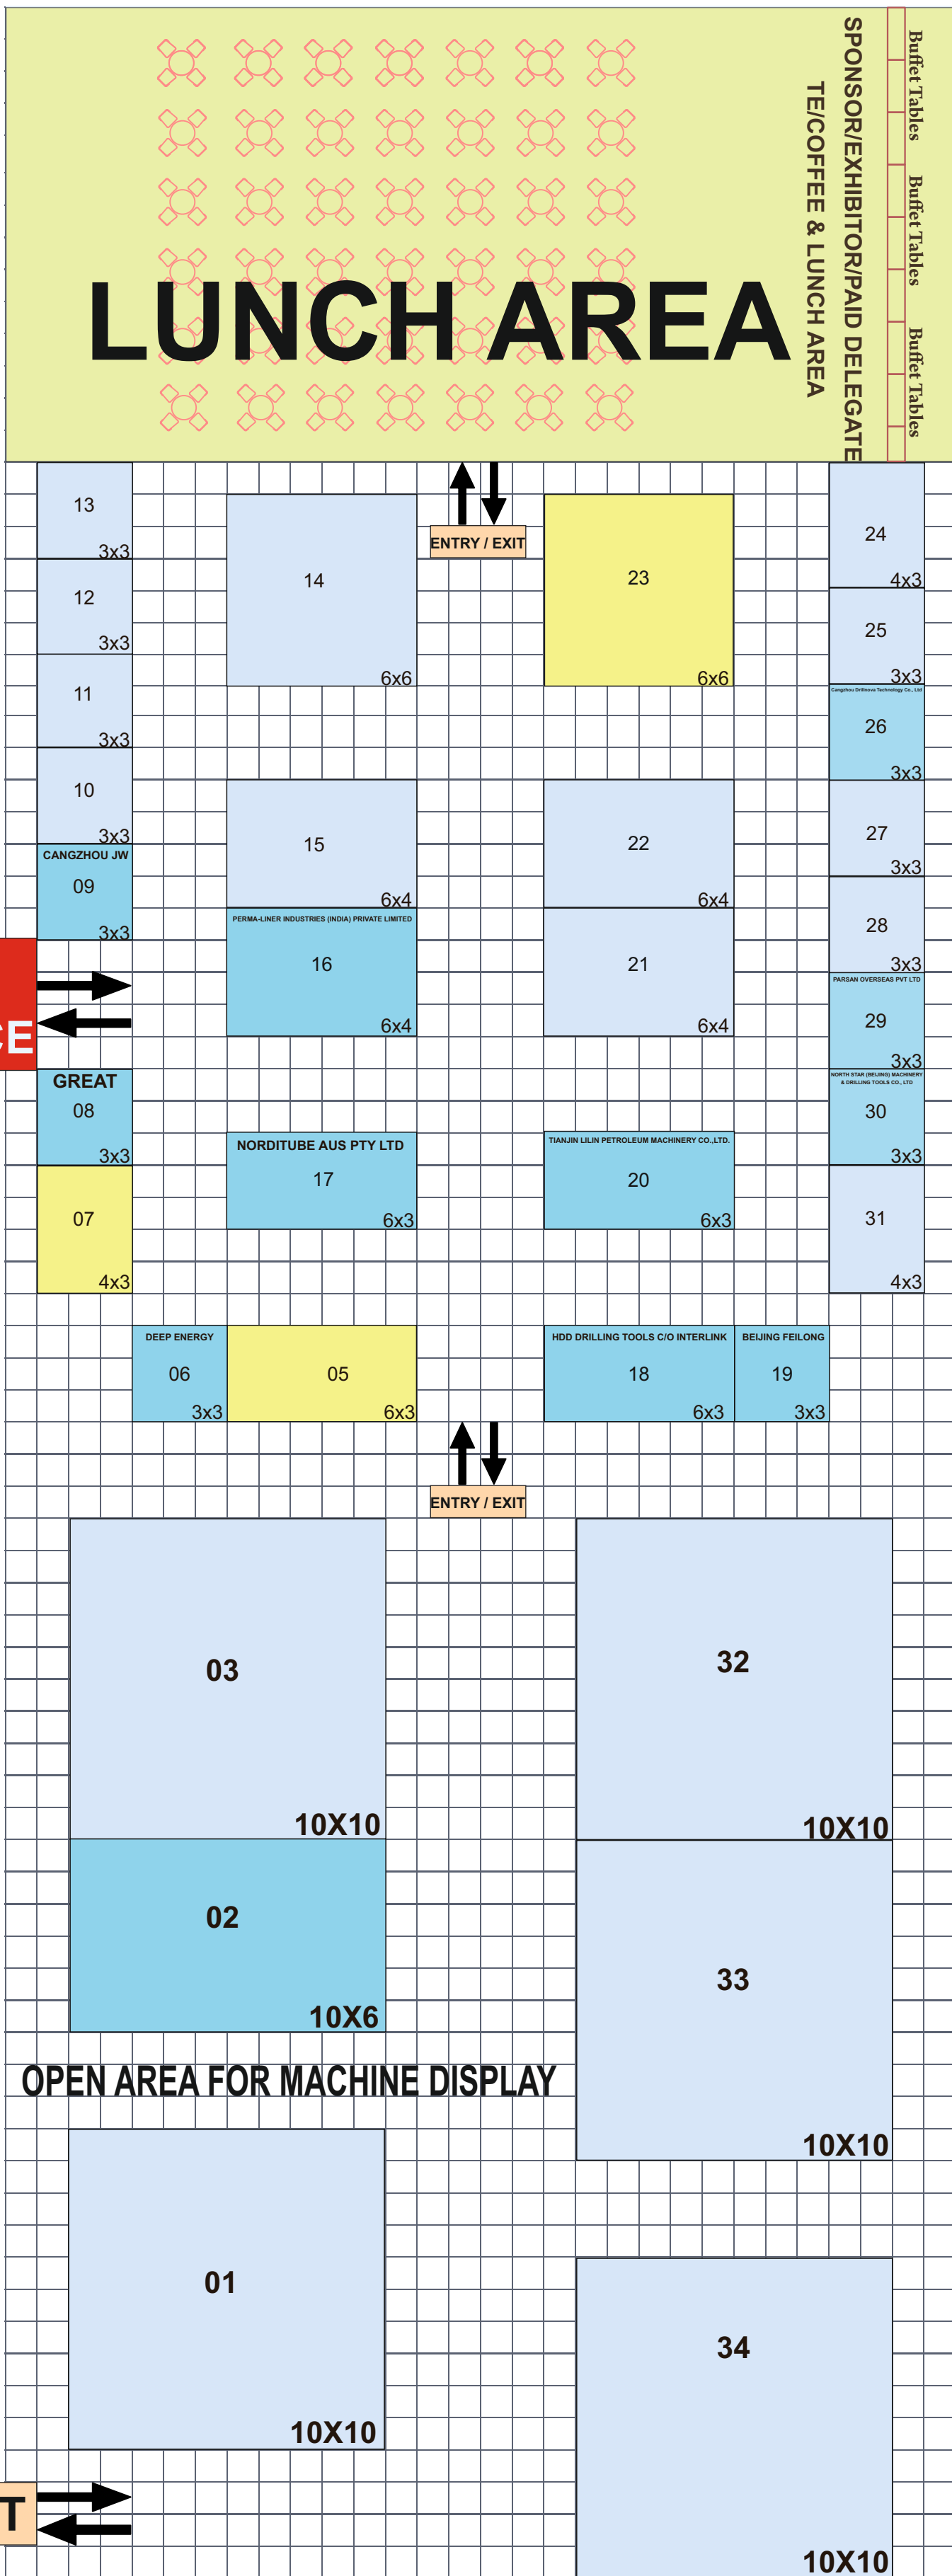 Buffet Tables
Buffet Tables
Buffet Tables
SPONSOR/EXHIBITOR/PAID DELEGATE
TE/COFFEE & LUNCH AREA
LUNCH AREA
ENTRY / EXIT
13
3x3
12
3x3
11
3x3
10
3x3
CANGZHOU JW
09
3x3
14
6x6
23
6x6
24
4x3
25
3x3
Cangzhou Drillnova Technology Co., Ltd
26
3x3
15
6x4
PERMA-LINER INDUSTRIES (INDIA) PRIVATE LIMITED
16
6x4
22
6x4
21
6x4
27
3x3
28
3x3
PARSAN OVERSEAS PVT LTD
29
3x3
CE
GREAT
08
3x3
07
4x3
NORDITUBE AUS PTY LTD
17
6x3
TIANJIN LILIN PETROLEUM MACHINERY CO.,LTD.
20
6x3
NORTH STAR (BEIJING) MACHINERY
& DRILLING TOOLS CO., LTD
30
3x3
31
4x3
DEEP ENERGY
06
3x3
05
6x3
HDD DRILLING TOOLS C/O INTERLINK
18
6x3
BEIJING FEILONG
19
3x3
ENTRY / EXIT
03
10X10
32
10X10
02
10X6
33
10X10
OPEN AREA FOR MACHINE DISPLAY
01
10X10
34
10X10
T